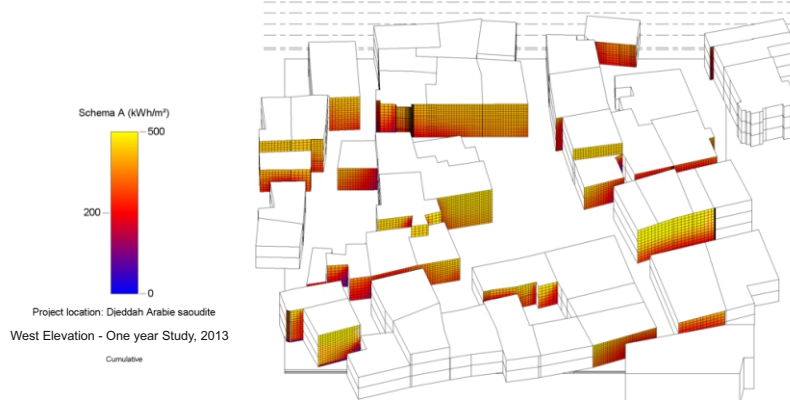 Schema A (kWh/m²)
500
200
0
Project location: Djeddah Arabie saoudite
West Elevation - One year Study, 2013
Cumulative